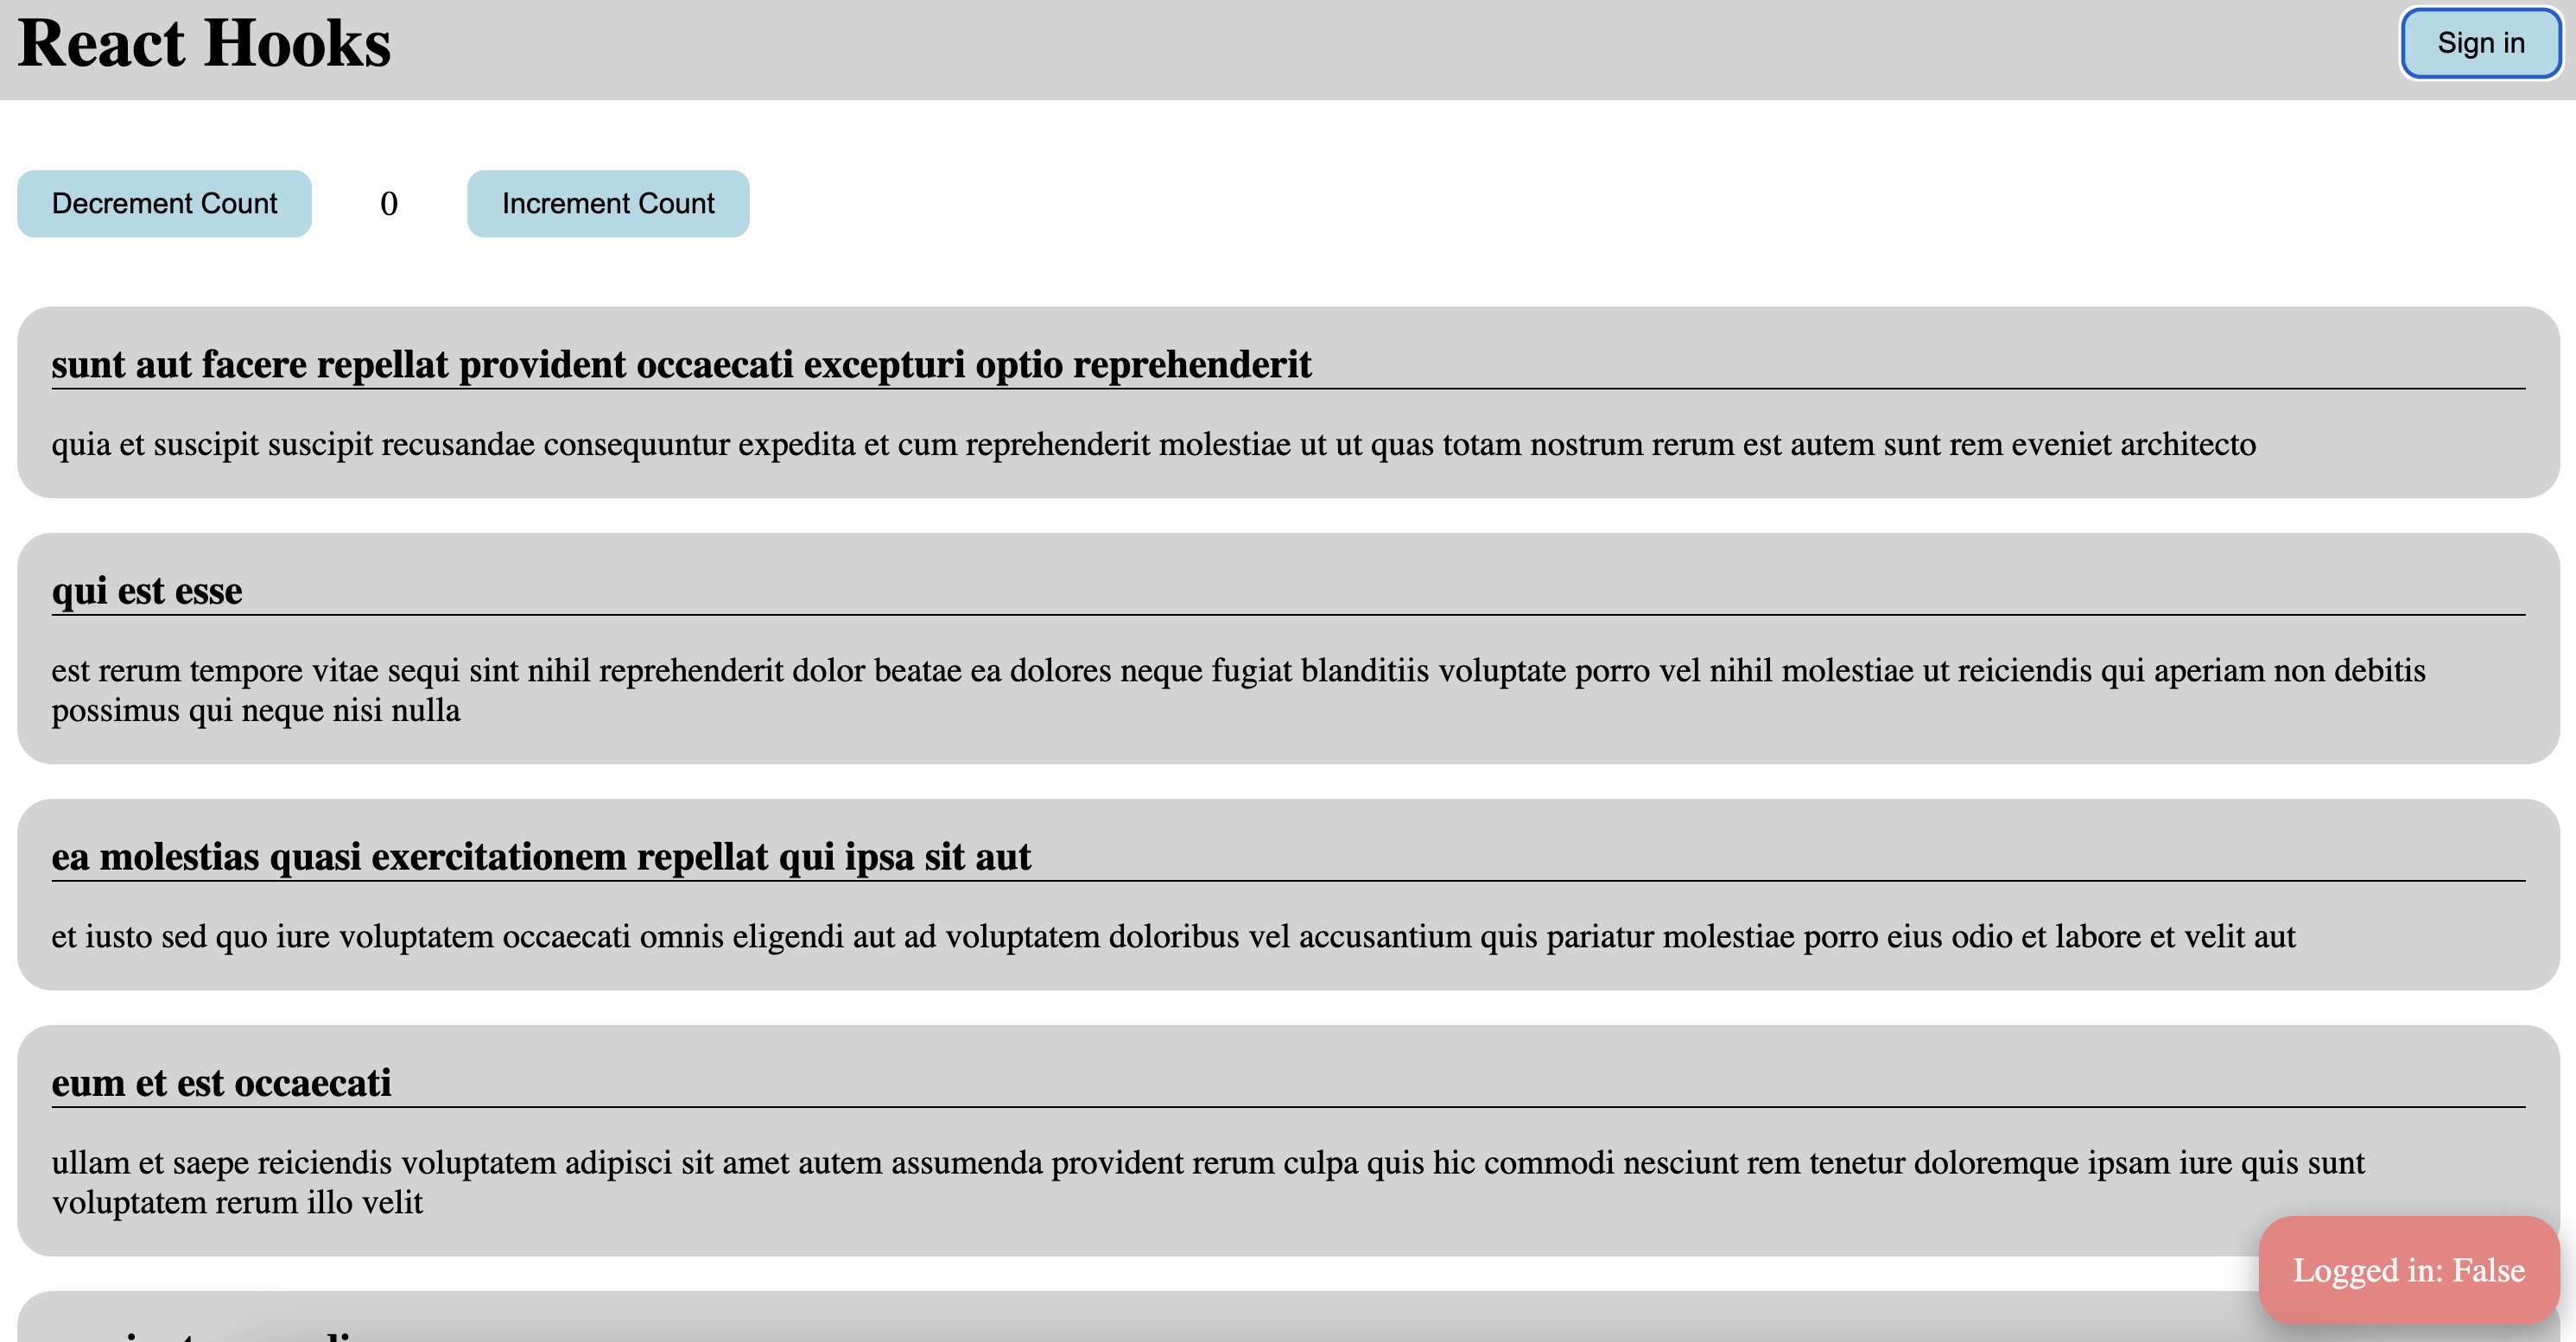 React Hooks
Sign in
Decrement Count
0
Increment Count
sunt aut facere repellat provident occaecati excepturi optio reprehenderit
quia et suscipit suscipit recusandae consequuntur expedita et cum reprehenderit molestiae ut ut quas totam nostrum rerum est autem sunt rem eveniet architecto
qui est esse
est rerum tempore vitae sequi sint nihil reprehenderit dolor beatae ea dolores neque fugiat blanditiis voluptate porro vel nihil molestiae ut reiciendis qui aperiam non debitis
possimus qui neque nisi nulla
ea molestias quasi exercitationem repellat qui ipsa sit aut
et iusto sed quo iure voluptatem occaecati omnis eligendi aut ad voluptatem doloribus vel accusantium quis pariatur molestiae porro eius odio et labore et velit aut
eum et est occaecati
ullam et saepe reiciendis voluptatem adipisci sit amet autem assumenda provident rerum culpa quis hic commodi nesciunt rem tenetur doloremque ipsam iure quis sunt
voluptatem rerum illo velit
Logged in: False